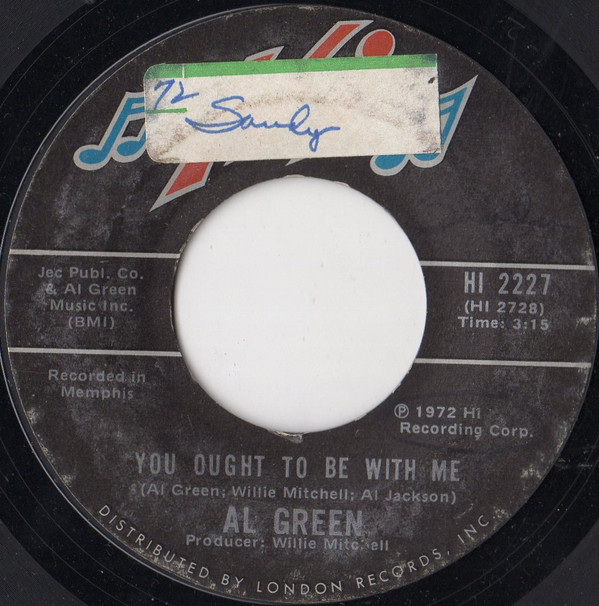 72
Sandy
Jec Publ. Co.
& Al Green
Music Inc.
(BMI)
HI 2227
(HI 2728)
Time: 3:15
Recorded in
Memphis
℗ 1972 Hi
Recording Corp.
YOU OUGHT TO BE WITH ME
(Al Green; Willie Mitchell; Al Jackson)
AL GREEN
Producer: Willie Mitchell
DISTRIBUTED BY LONDON RECORDS, INC.